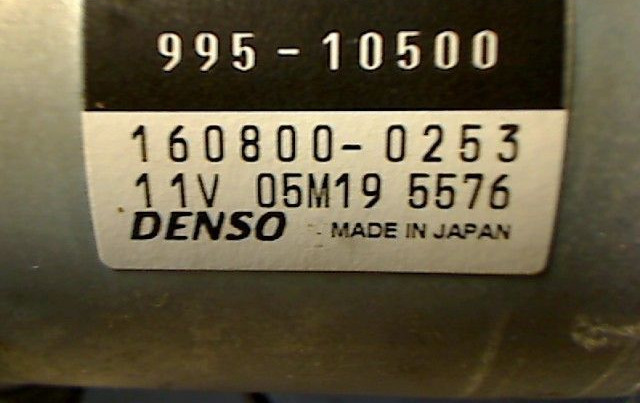 995-10500
160800-0253
11V 05M19 5576
DENSO MADE IN JAPAN